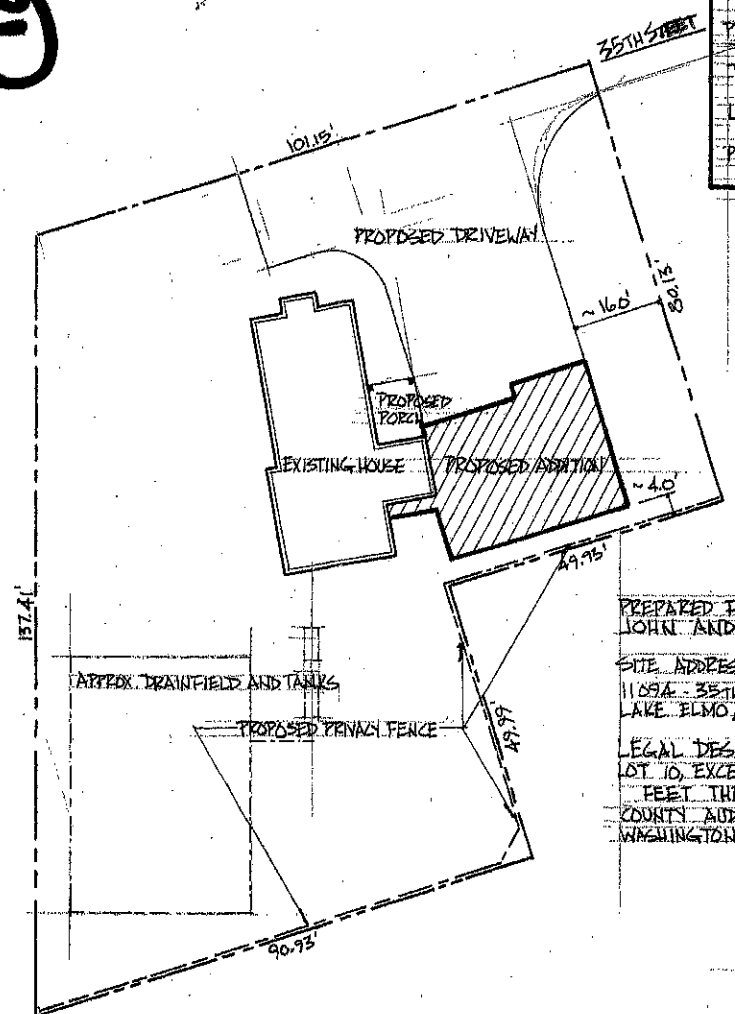 35TH STREET
P
L
P
101.15'
PROPOSED DRIVEWAY
~ 16.0'
80.13'
PROPOSED
PORCH
EXISTING HOUSE
PROPOSED ADDITION
~ 4.0'
49.93'
137.41'
PREPARED F
JOHN AND
SITE ADDRES
11094 - 35TH
LAKE ELMO,
APPROX. DRAINFIELD AND TANKS
PROPOSED PRIVACY FENCE
49.97'
LEGAL DES
LOT 10, EXCE
FEET THE
COUNTY AUD
WASHINGTON
90.93'